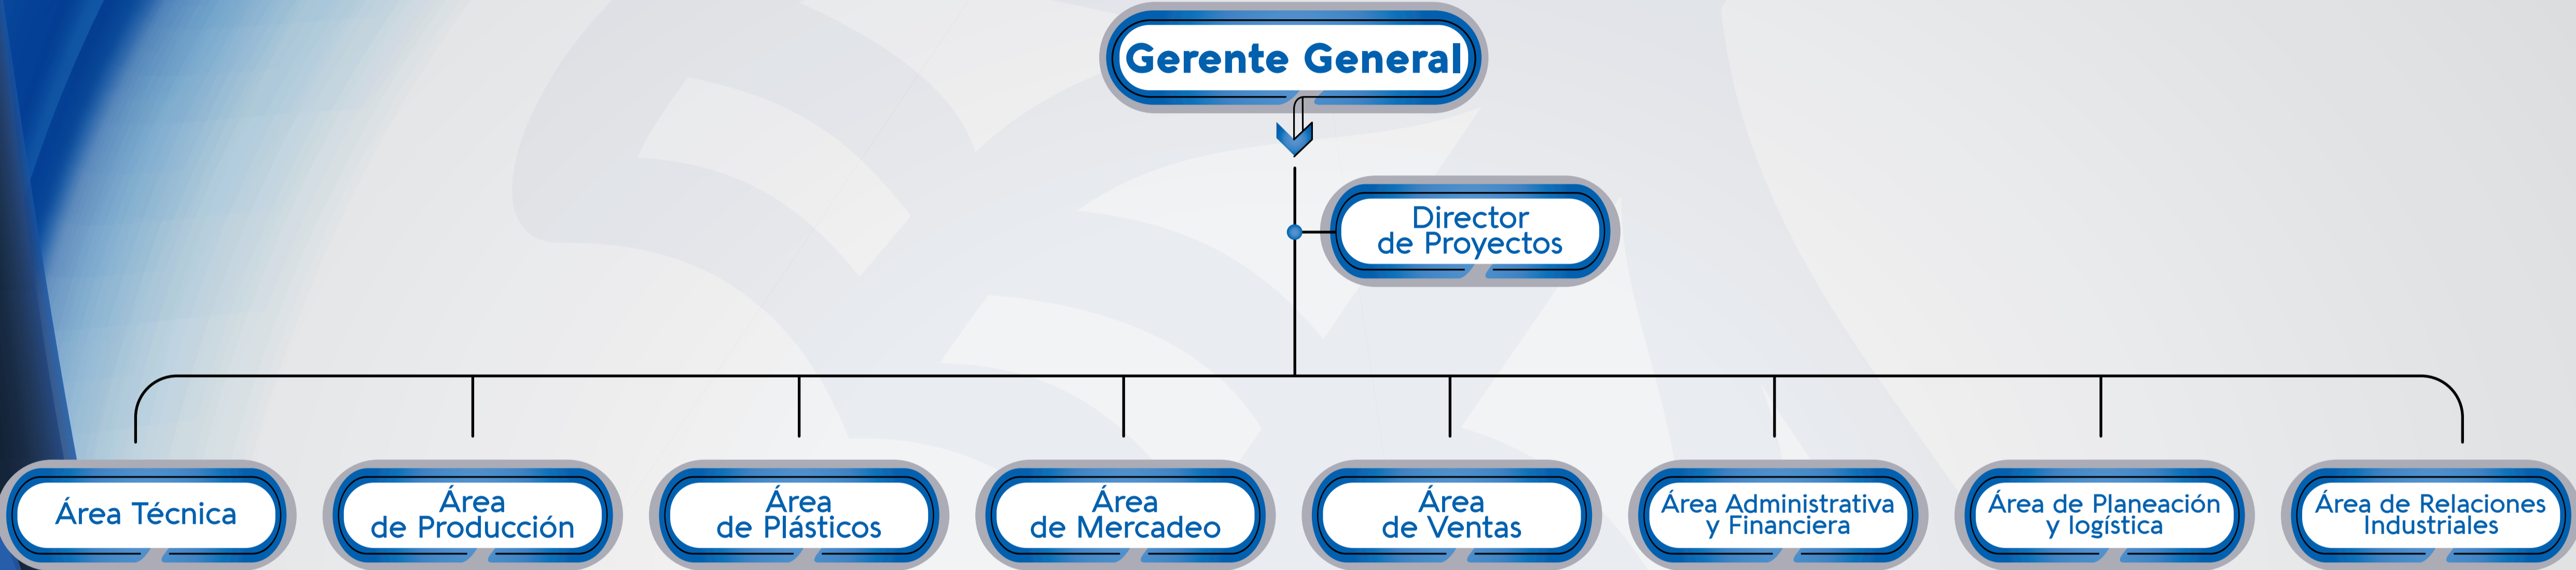 Gerente General
Director
de Proyectos
Área Técnica
Área
de Producción
Área
de Plásticos
Área
de Mercadeo
Área
de Ventas
Área Administrativa
y Financiera
Área de Planeación
y logística
Área de Relaciones
Industriales